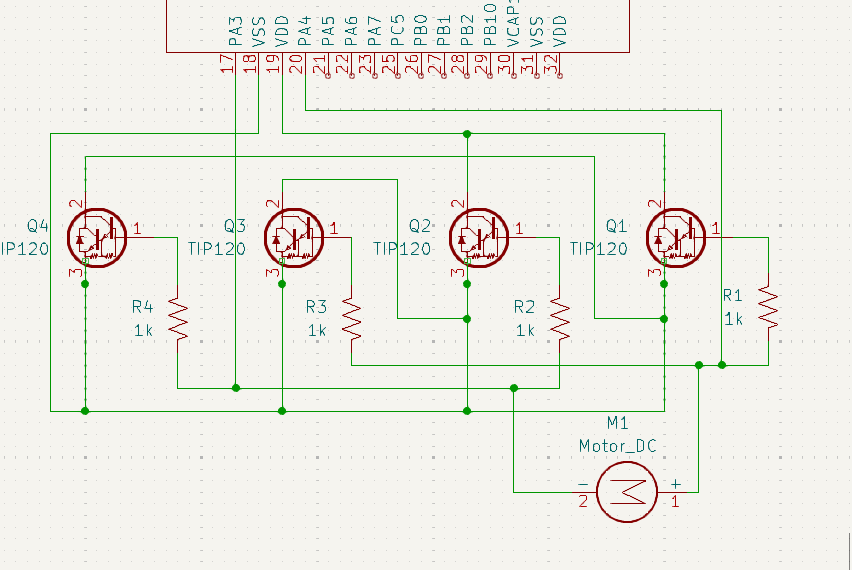 PA3
VSS
VDD
PA4
PA5
PA6
PA7
PC5
PB0
PB1
PB2
PB10
VSS
VDD
17
18
19
20
21
22
23
24
25
26
27
28
29
30
31
32
2
2
2
2
Q4
1
Q3
1
Q2
1
Q1
1
TIP120
TIP120
TIP120
3
3
3
3
R4
1k
R3
1k
R2
1k
R1
1k
M1
Motor_DC
−
+
2
1